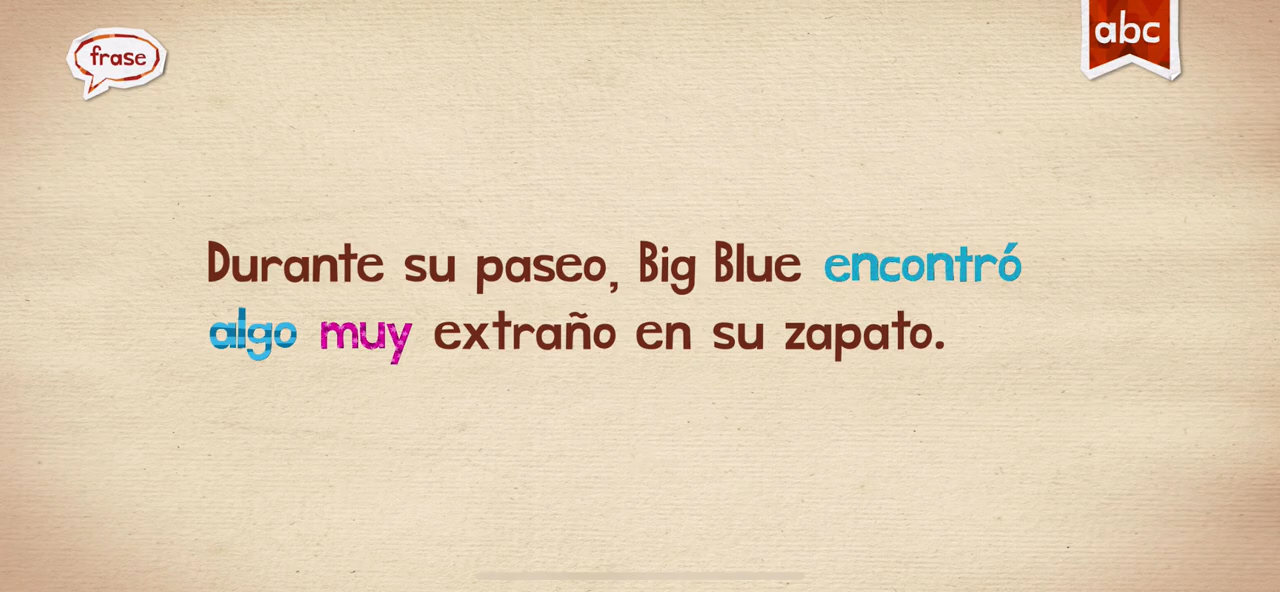 frase
abc
Durante su paseo, Big Blue encontró
algo muy extraño en su zapato.